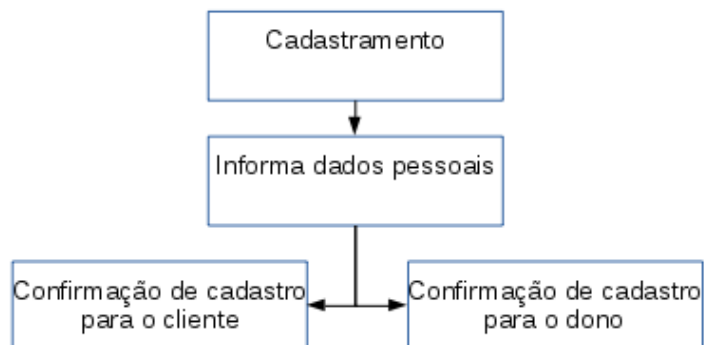 Cadastramento
Informa dados pessoais
Confirmação de cadastro
para o cliente
Confirmação de cadastro
para o dono